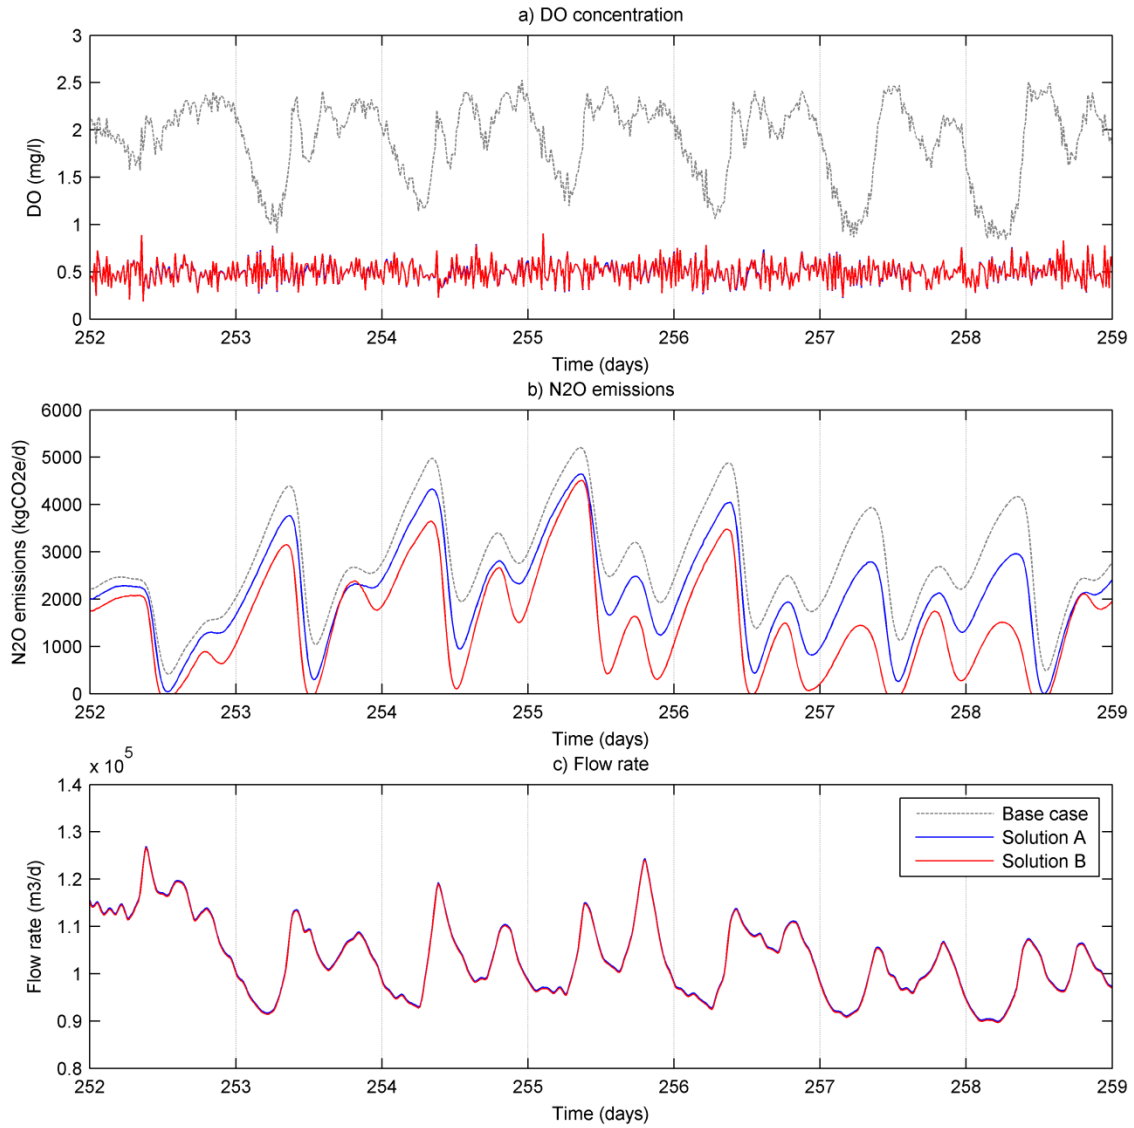 a) DO concentration
3
2.5
2
1.5
1
0.5
0
DO (mg/l)
252 253 254 255 256 257 258 259
Time (days)
b) N2O emissions
6000
5000
4000
3000
2000
1000
0
N2O emissions (kgCO2e/d)
252 253 254 255 256 257 258 259
Time (days)
x 10^5
c) Flow rate
1.4
1.3
1.2
1.1
1.0
0.9
0.8
Flow rate (m3/d)
Base case
Solution A
Solution B
252 253 254 255 256 257 258 259
Time (days)